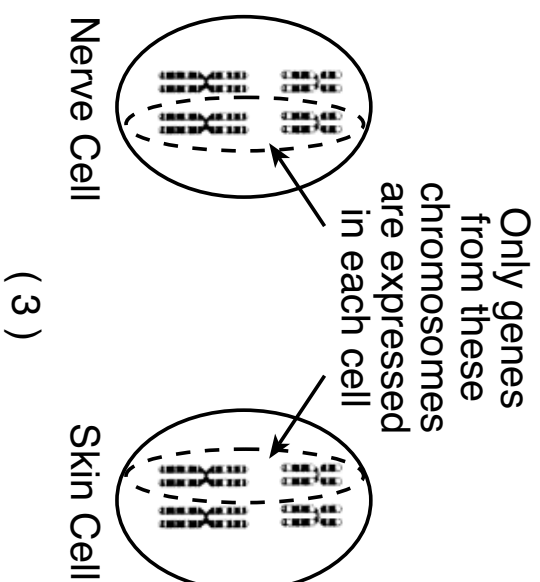 Only genes
from these
chromosomes
are expressed
in each cell
Nerve Cell
Skin Cell
( 3 )